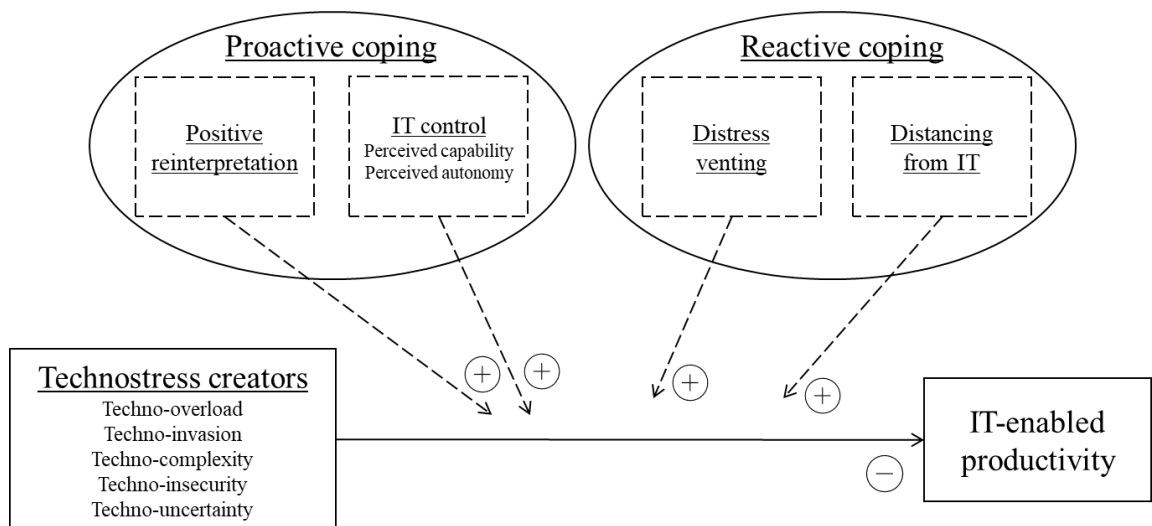 Proactive coping
Positive
reinterpretation
IT control
Perceived capability
Perceived autonomy
Reactive coping
Distress
venting
Distancing
from IT
+
+
+
+
Technostress creators
Techno-overload
Techno-invasion
Techno-complexity
Techno-insecurity
Techno-uncertainty
−
IT-enabled
productivity